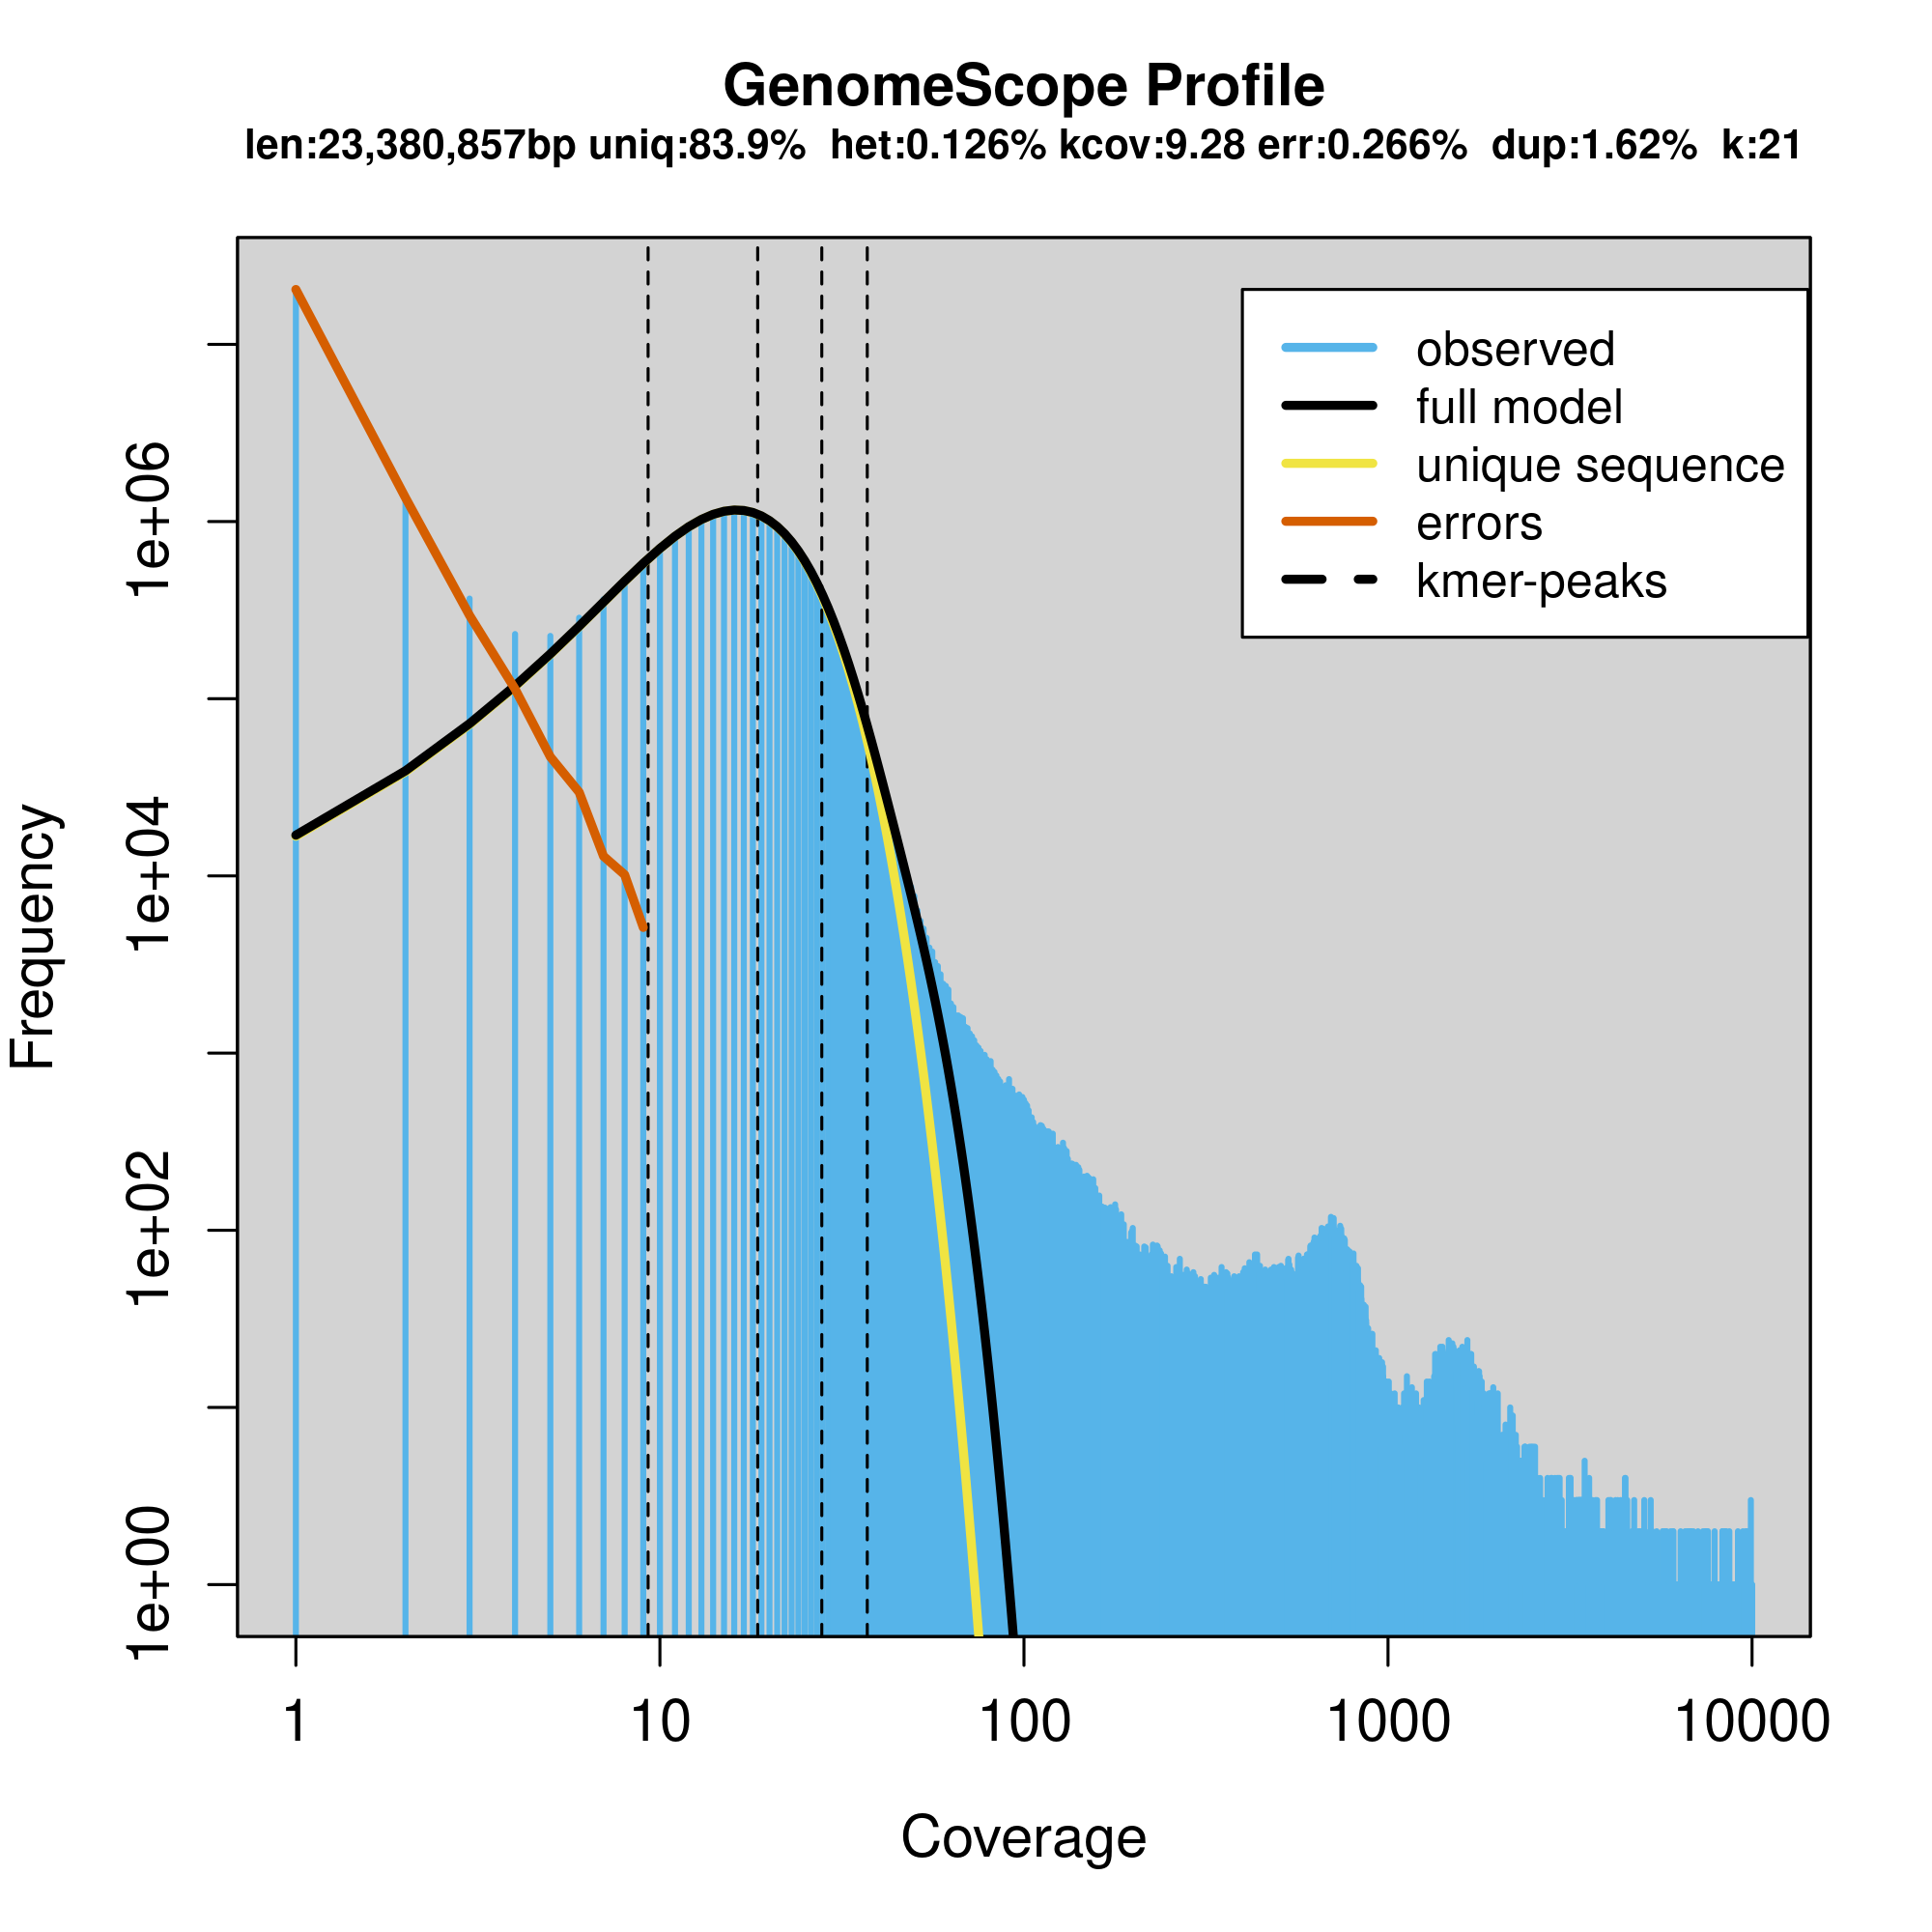 GenomeScope Profile
len:23,380,857bp uniq:83.9% het:0.126% kcov:9.28 err:0.266% dup:1.62% k:21
observed
full model
unique sequence
errors
kmer-peaks
Frequency
1e+06
1e+04
1e+02
1e+00
1 10 100 1000 10000
Coverage